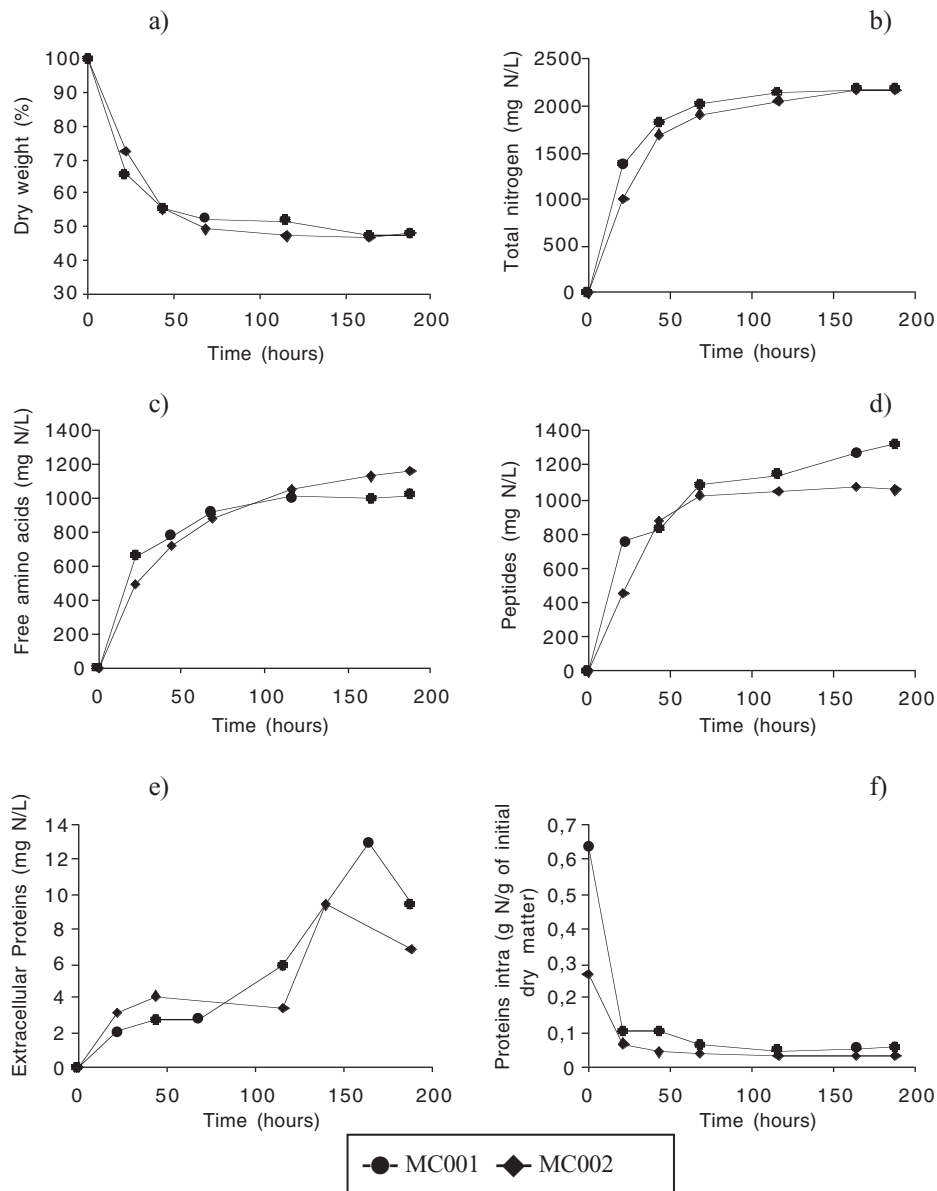 a)
Dry weight (%)
100
90
80
70
60
50
40
30
0 50 100 150 200
Time (hours)
b)
Total nitrogen (mg N/L)
2500
2000
1500
1000
500
0
0 50 100 150 200
Time (hours)
c)
Free amino acids (mg N/L)
1400
1200
1000
800
600
400
200
0
0 50 100 150 200
Time (hours)
d)
Peptides (mg N/L)
1400
1200
1000
800
600
400
200
0
0 50 100 150 200
Time (hours)
e)
Extracellular Proteins (mg N/L)
14
12
10
8
6
4
2
0
0 50 100 150 200
Time (hours)
f)
Proteins intra (g N/g of initial
dry matter)
0,7
0,6
0,5
0,4
0,3
0,2
0,1
0
0 50 100 150 200
Time (hours)
MC001 MC002